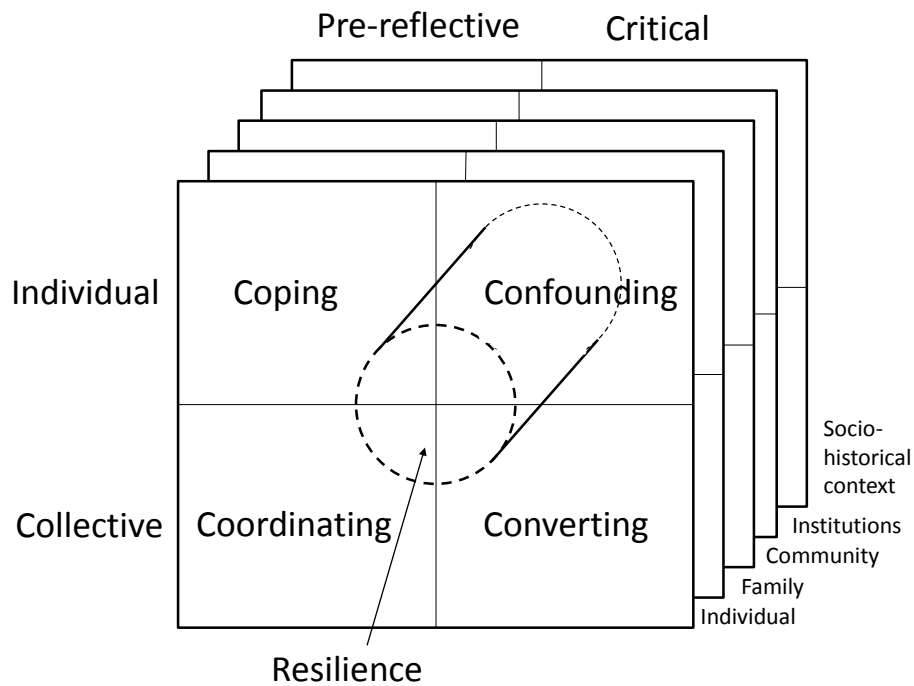 Pre-reflective Critical
Individual Coping Confounding
Socio-
historical
context
Collective Coordinating Converting
Institutions
Community
Family
Individual
Resilience